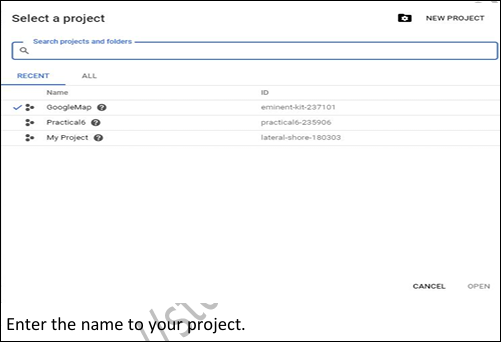 Select a project
NEW PROJECT
Search projects and folders
RECENT ALL
Name ID
GoogleMap eminent-kit-237101
Practical6 practical6-235906
My Project lateral-shore-180303
CANCEL OPEN
Enter the name to your project.